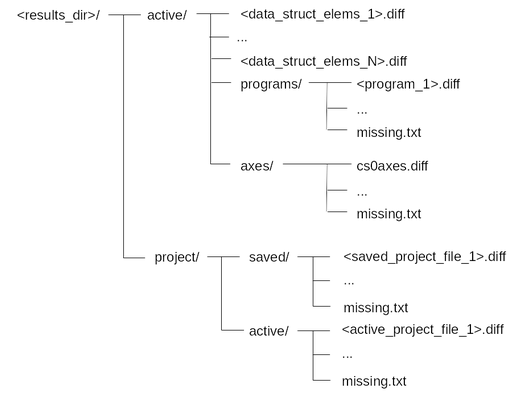 <results_dir>/ active/ <data_struct_elems_1>.diff
...
<data_struct_elems_N>.diff
programs/ <program_1>.diff
...
missing.txt
axes/ cs0axes.diff
...
missing.txt
project/ saved/ <saved_project_file_1>.diff
...
missing.txt
active/ <active_project_file_1>.diff
...
missing.txt